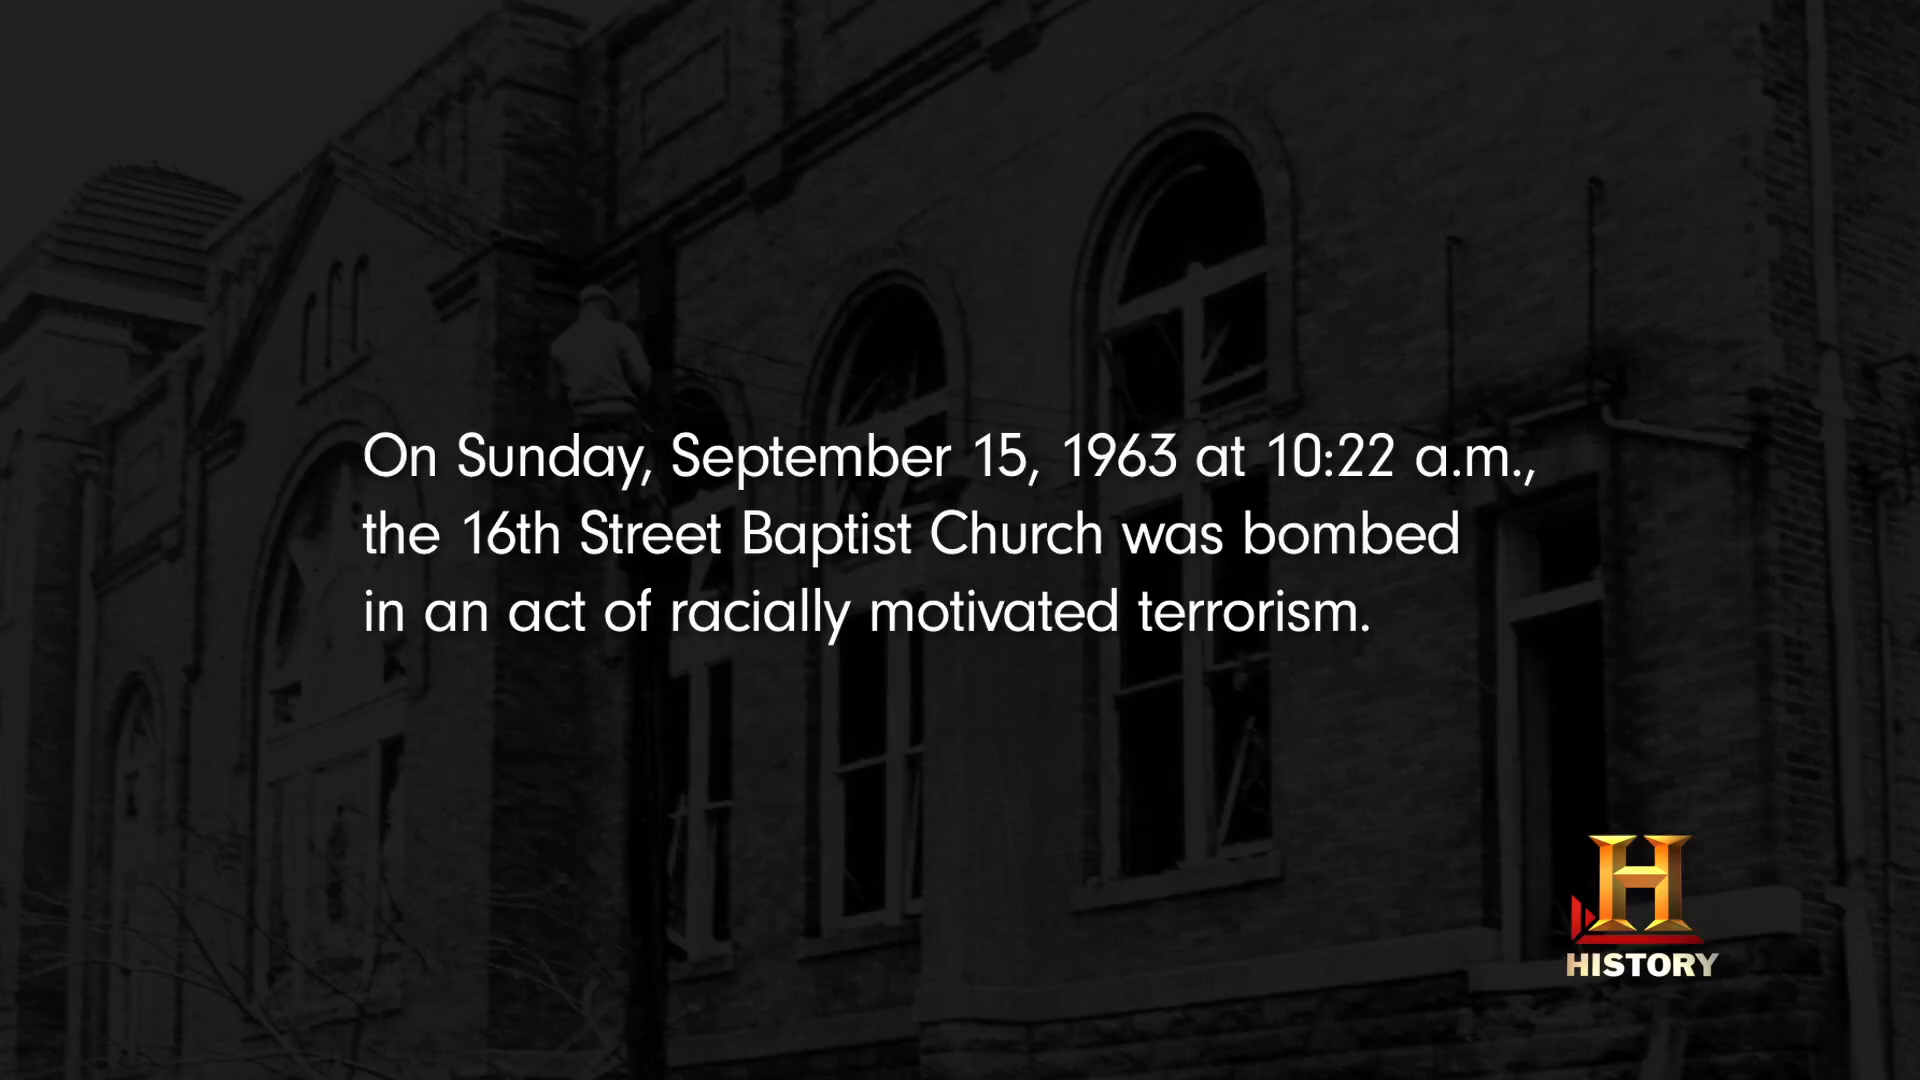 On Sunday, September 15, 1963 at 10:22 a.m.,
the 16th Street Baptist Church was bombed
in an act of racially motivated terrorism.
H
HISTORY